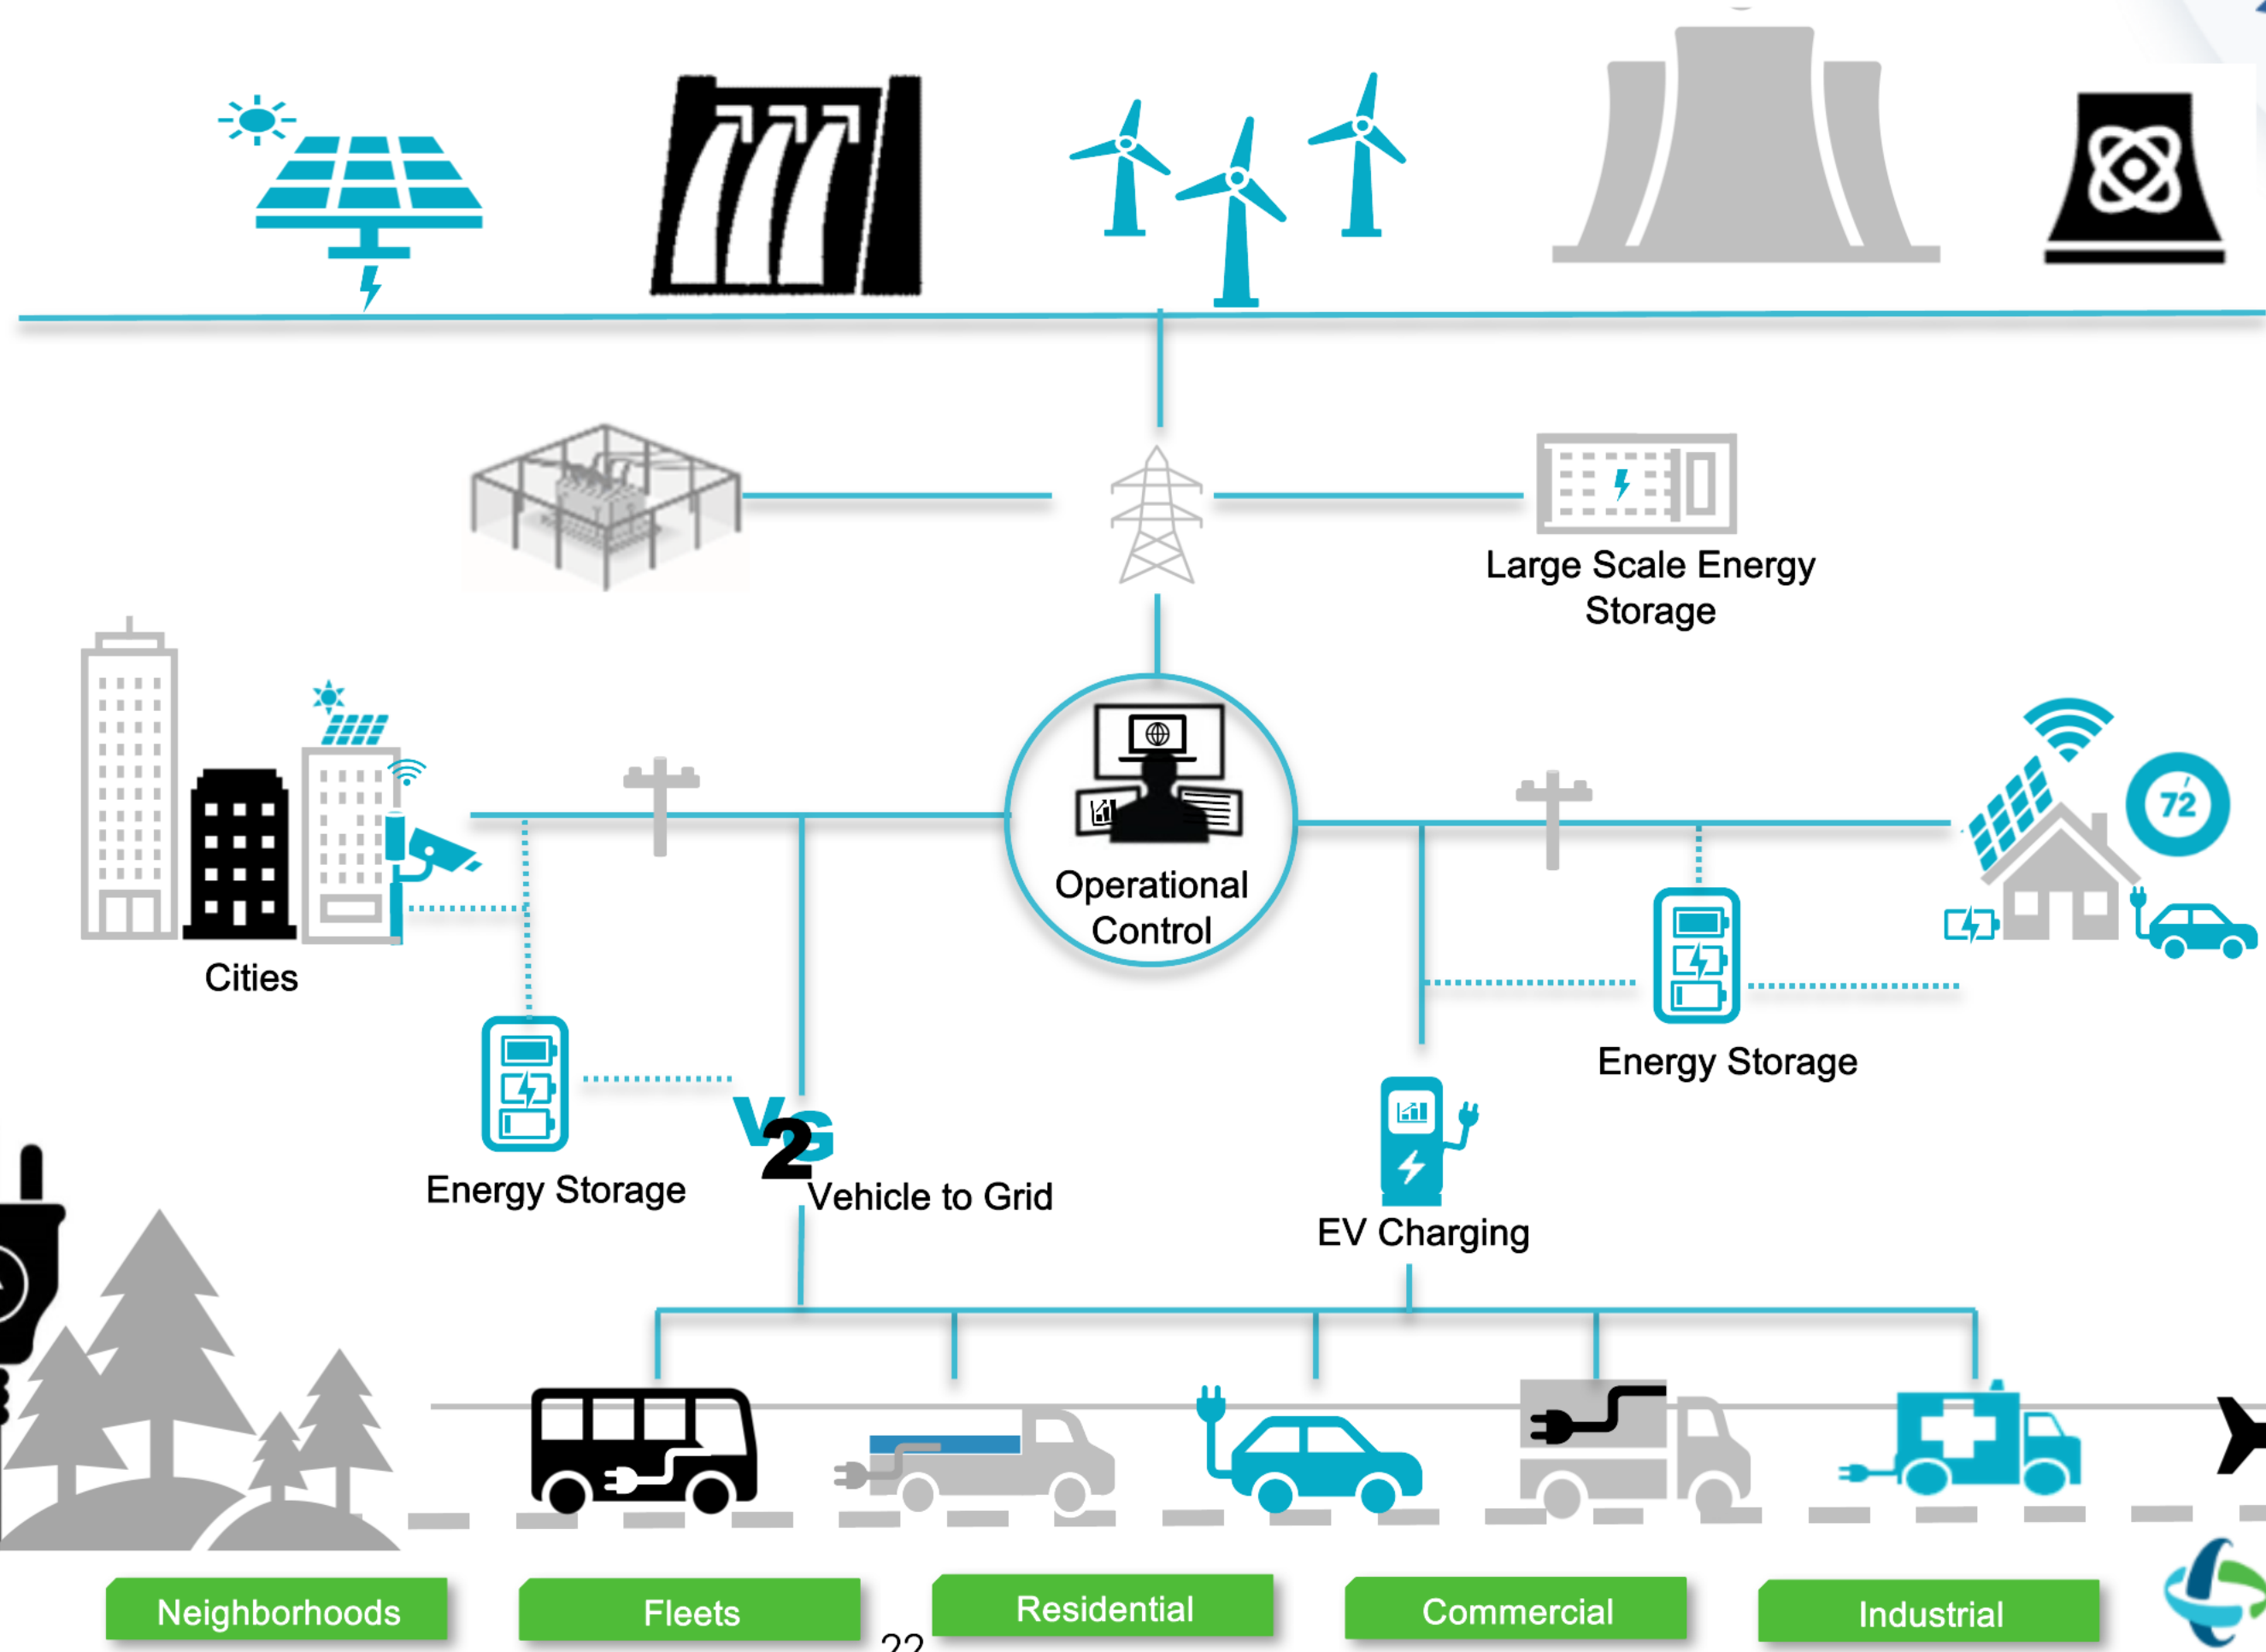 Large Scale Energy
Storage
72
Operational
Control
Cities
Energy Storage
Energy Storage
V2G
Vehicle to Grid
EV Charging
Neighborhoods
Fleets
Residential
Commercial
Industrial
22